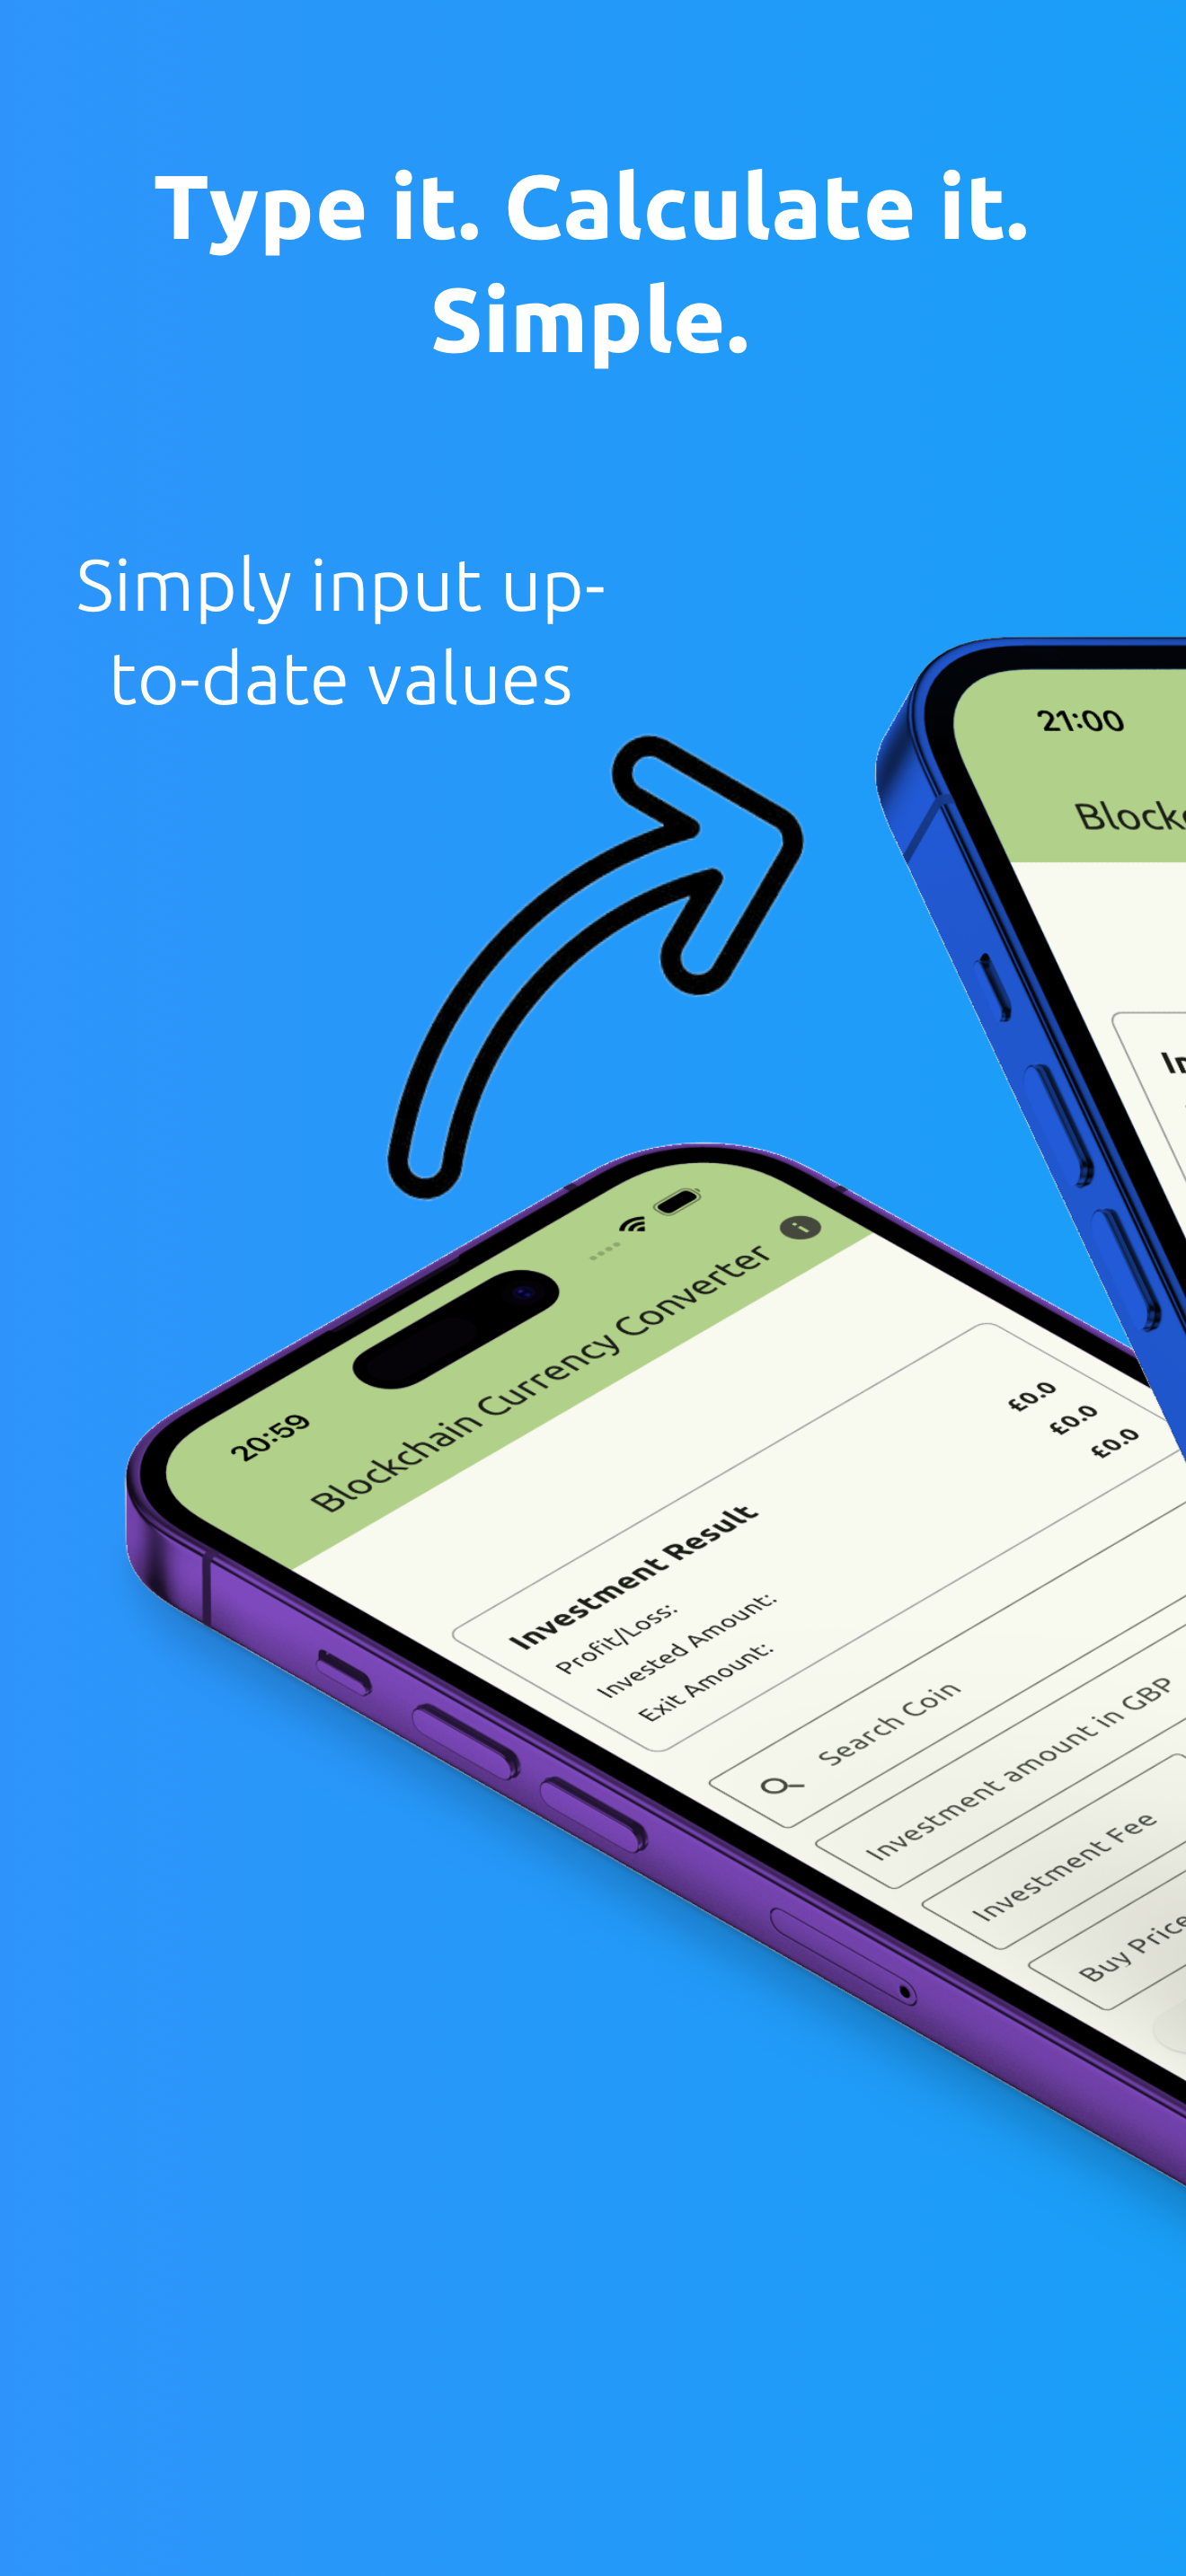 Type it. Calculate it.
Simple.
Simply input up-
to-date values
21:00
20:59
Blockchain Currency Converter
Investment Result
Profit/Loss:
£0.0
Invested Amount:
£0.0
Exit Amount:
£0.0
Search Coin
Investment amount in GBP
Investment Fee
Buy Price